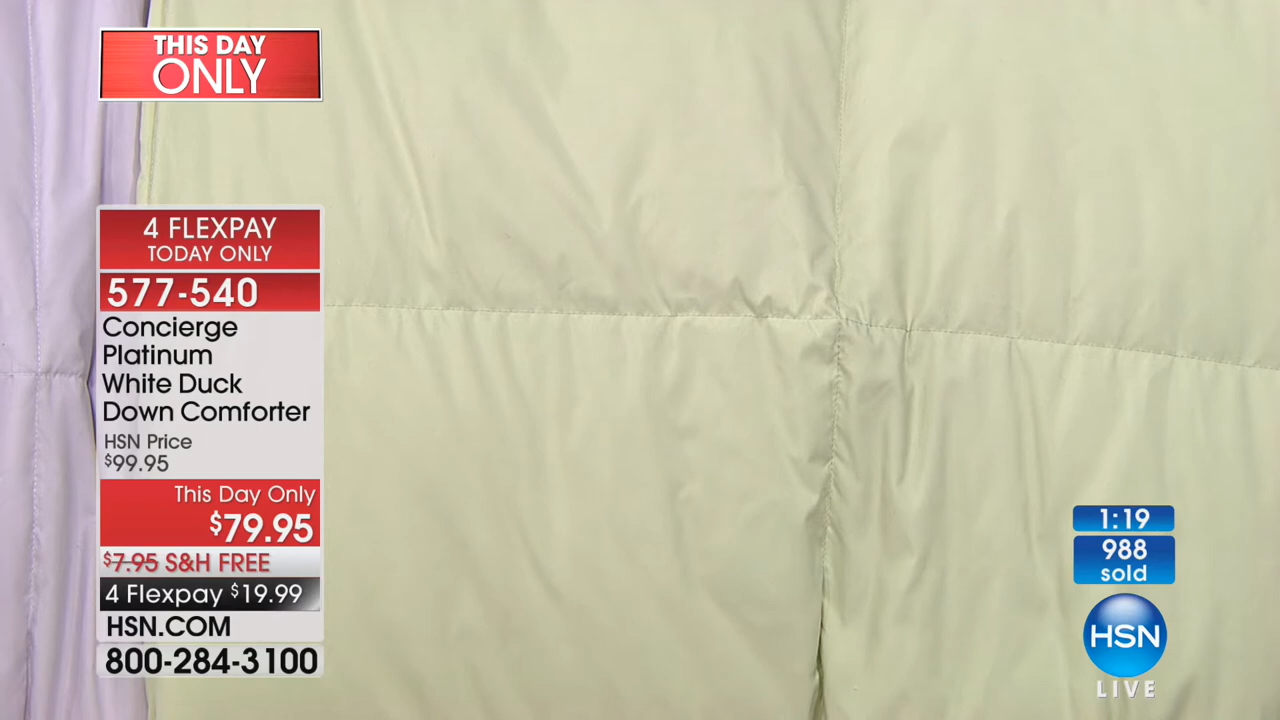 THIS DAY
ONLY
4 FLEXPAY
TODAY ONLY
577-540
Concierge
Platinum
White Duck
Down Comforter
HSN Price
$99.95
This Day Only
$79.95
$7.95 S&H FREE
4 Flexpay $19.99
HSN.COM
800-284-3100
1:19
988
sold
HSN
LIVE